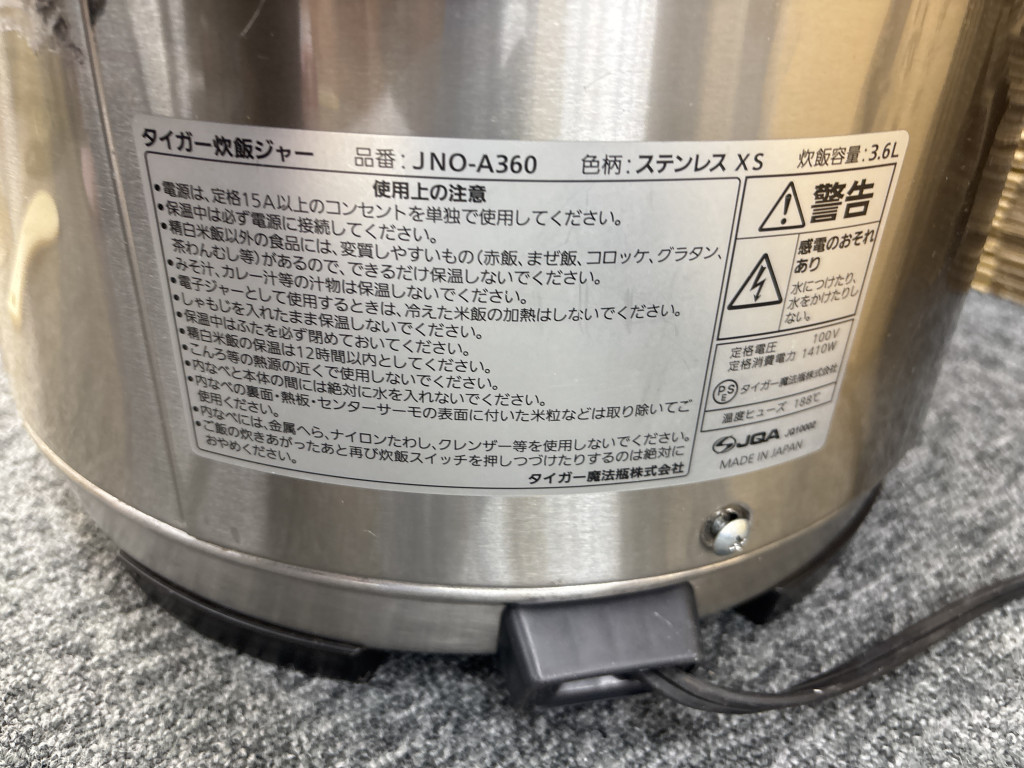 タイガー炊飯ジャー 品番：JNO-A360 色柄：ステンレス XS 炊飯容量：3.6L
使用上の注意
•電源は、定格15A以上のコンセントを単独で使用してください。
•保温中は必ず電源に接続してください。
•精白米飯以外の食品には、変質しやすいもの（赤飯、まぜ飯、コロッケ、グラタン、
茶わんむし等）があるので、できるだけ保温しないでください。
•みそ汁、カレー汁等の汁物は保温しないでください。
•電子ジャーとして使用するときは、冷えた米飯の加熱はしないでください。
•しゃもじを入れたまま保温しないでください。
•保温中はふたを必ず閉めておいてください。
•精白米飯の保温は12時間以内としてください。
•こんろ等の熱源の近くで使用しないでください。
•内なべと本体の間には絶対に水を入れないでください。
•内なべの裏面・熱板・センターサーモの表面に付いた米粒などは取り除いてご
使用ください。
•内なべには、金属へら、ナイロンたわし、クレンザー等を使用しないでください。
•ご飯の炊きあがったあと再び炊飯スイッチを押しつづけたりするのは絶対に
おやめください。
タイガー魔法瓶株式会社
警告
感電のおそれ
あり
水につけたり、
水をかけたりし
ない。
定格電圧 100V
定格消費電力 1410W
PSE タイガー魔法瓶株式会社
温度ヒューズ 188℃
JQA JQ10002
MADE IN JAPAN